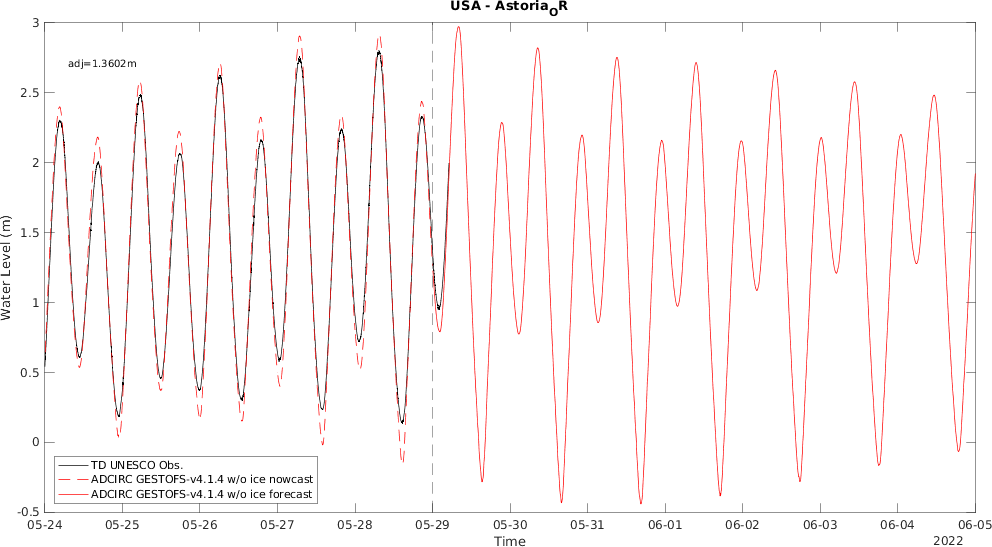 USA - Astoria_OR
adj=1.3602m
3
2.5
2
1.5
1
0.5
0
-0.5
Water Level (m)
TD UNESCO Obs.
ADCIRC GESTOFS-v4.1.4 w/o ice nowcast
ADCIRC GESTOFS-v4.1.4 w/o ice forecast
05-24 05-25 05-26 05-27 05-28 05-29 05-30 05-31 06-01 06-02 06-03 06-04 06-05
Time
2022